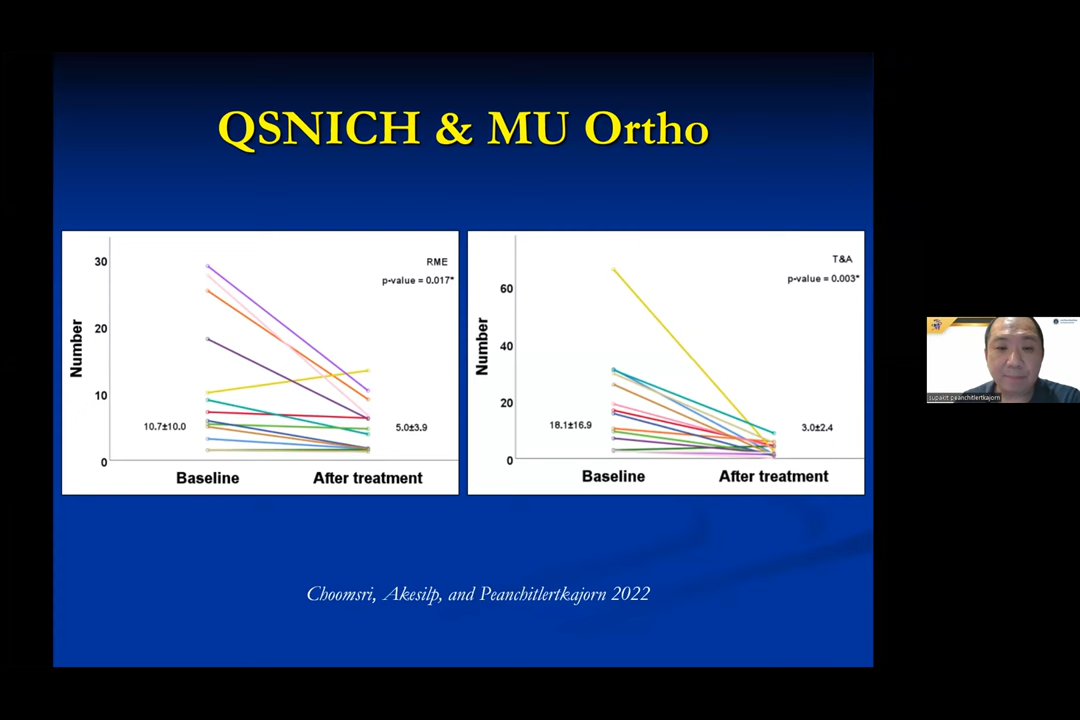 QSNICH & MU Ortho
RME
p-value = 0.017*
30
20
10
0
Number
10.7±10.0
5.0±3.9
Baseline
After treatment
T&A
p-value = 0.003*
60
40
20
0
Number
18.1±16.9
3.0±2.4
Baseline
After treatment
Choomsri, Akesilp, and Peanchitlertkajorn 2022
supakit peanchitlertkajorn